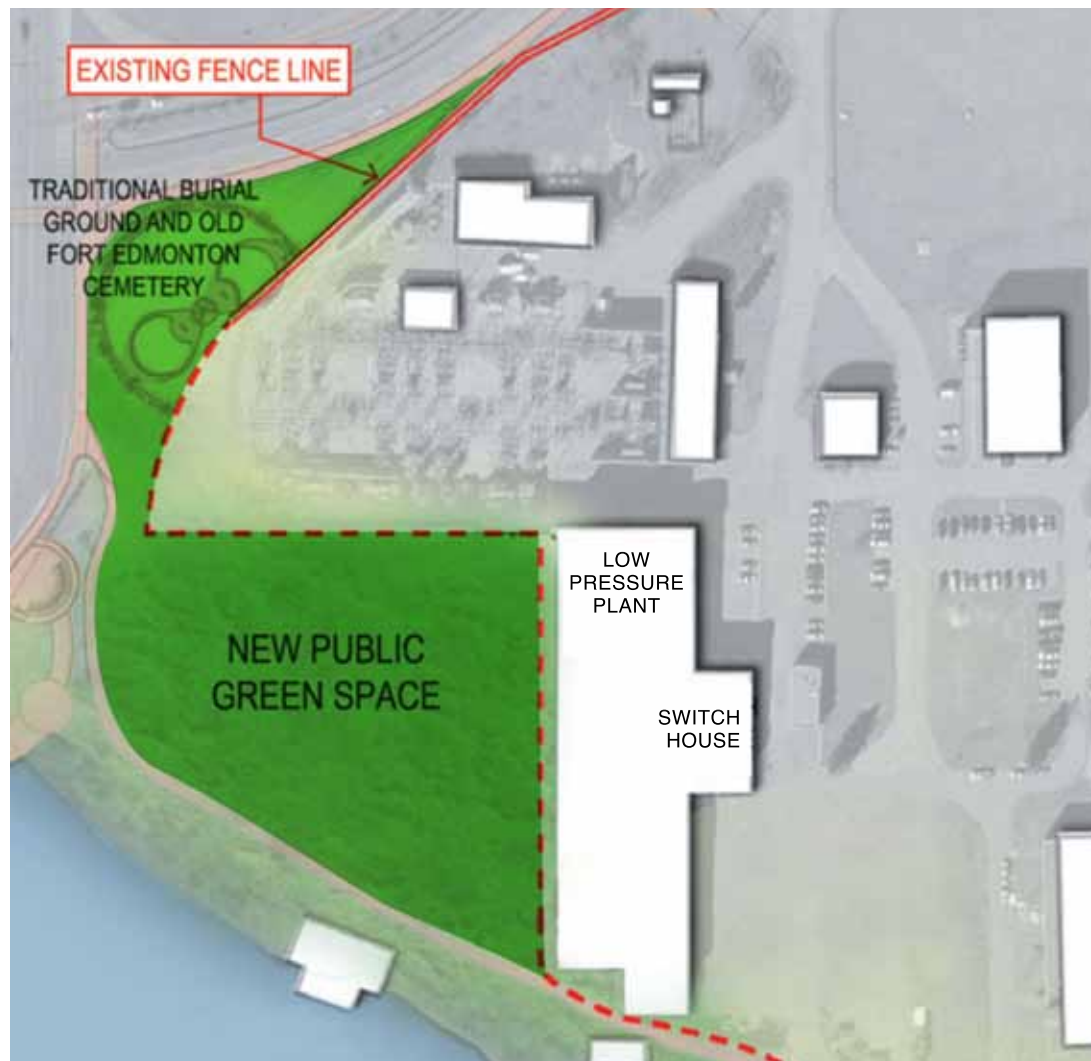 EXISTING FENCE LINE
TRADITIONAL BURIAL
GROUND AND OLD
FORT EDMONTON
CEMETERY
LOW
PRESSURE
PLANT
NEW PUBLIC
GREEN SPACE
SWITCH
HOUSE